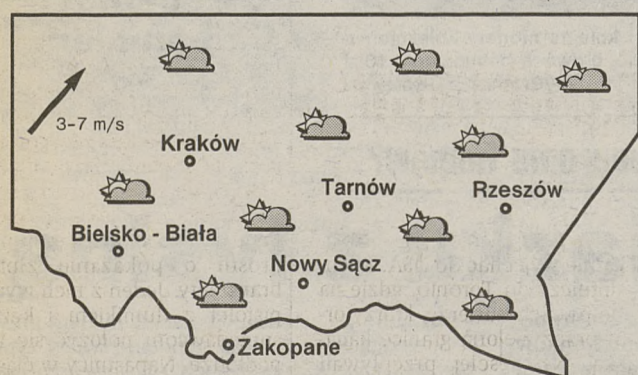 3-7 m/s
Kraków
Tarnów
Rzeszów
Bielsko - Biała
Nowy Sącz
Zakopane